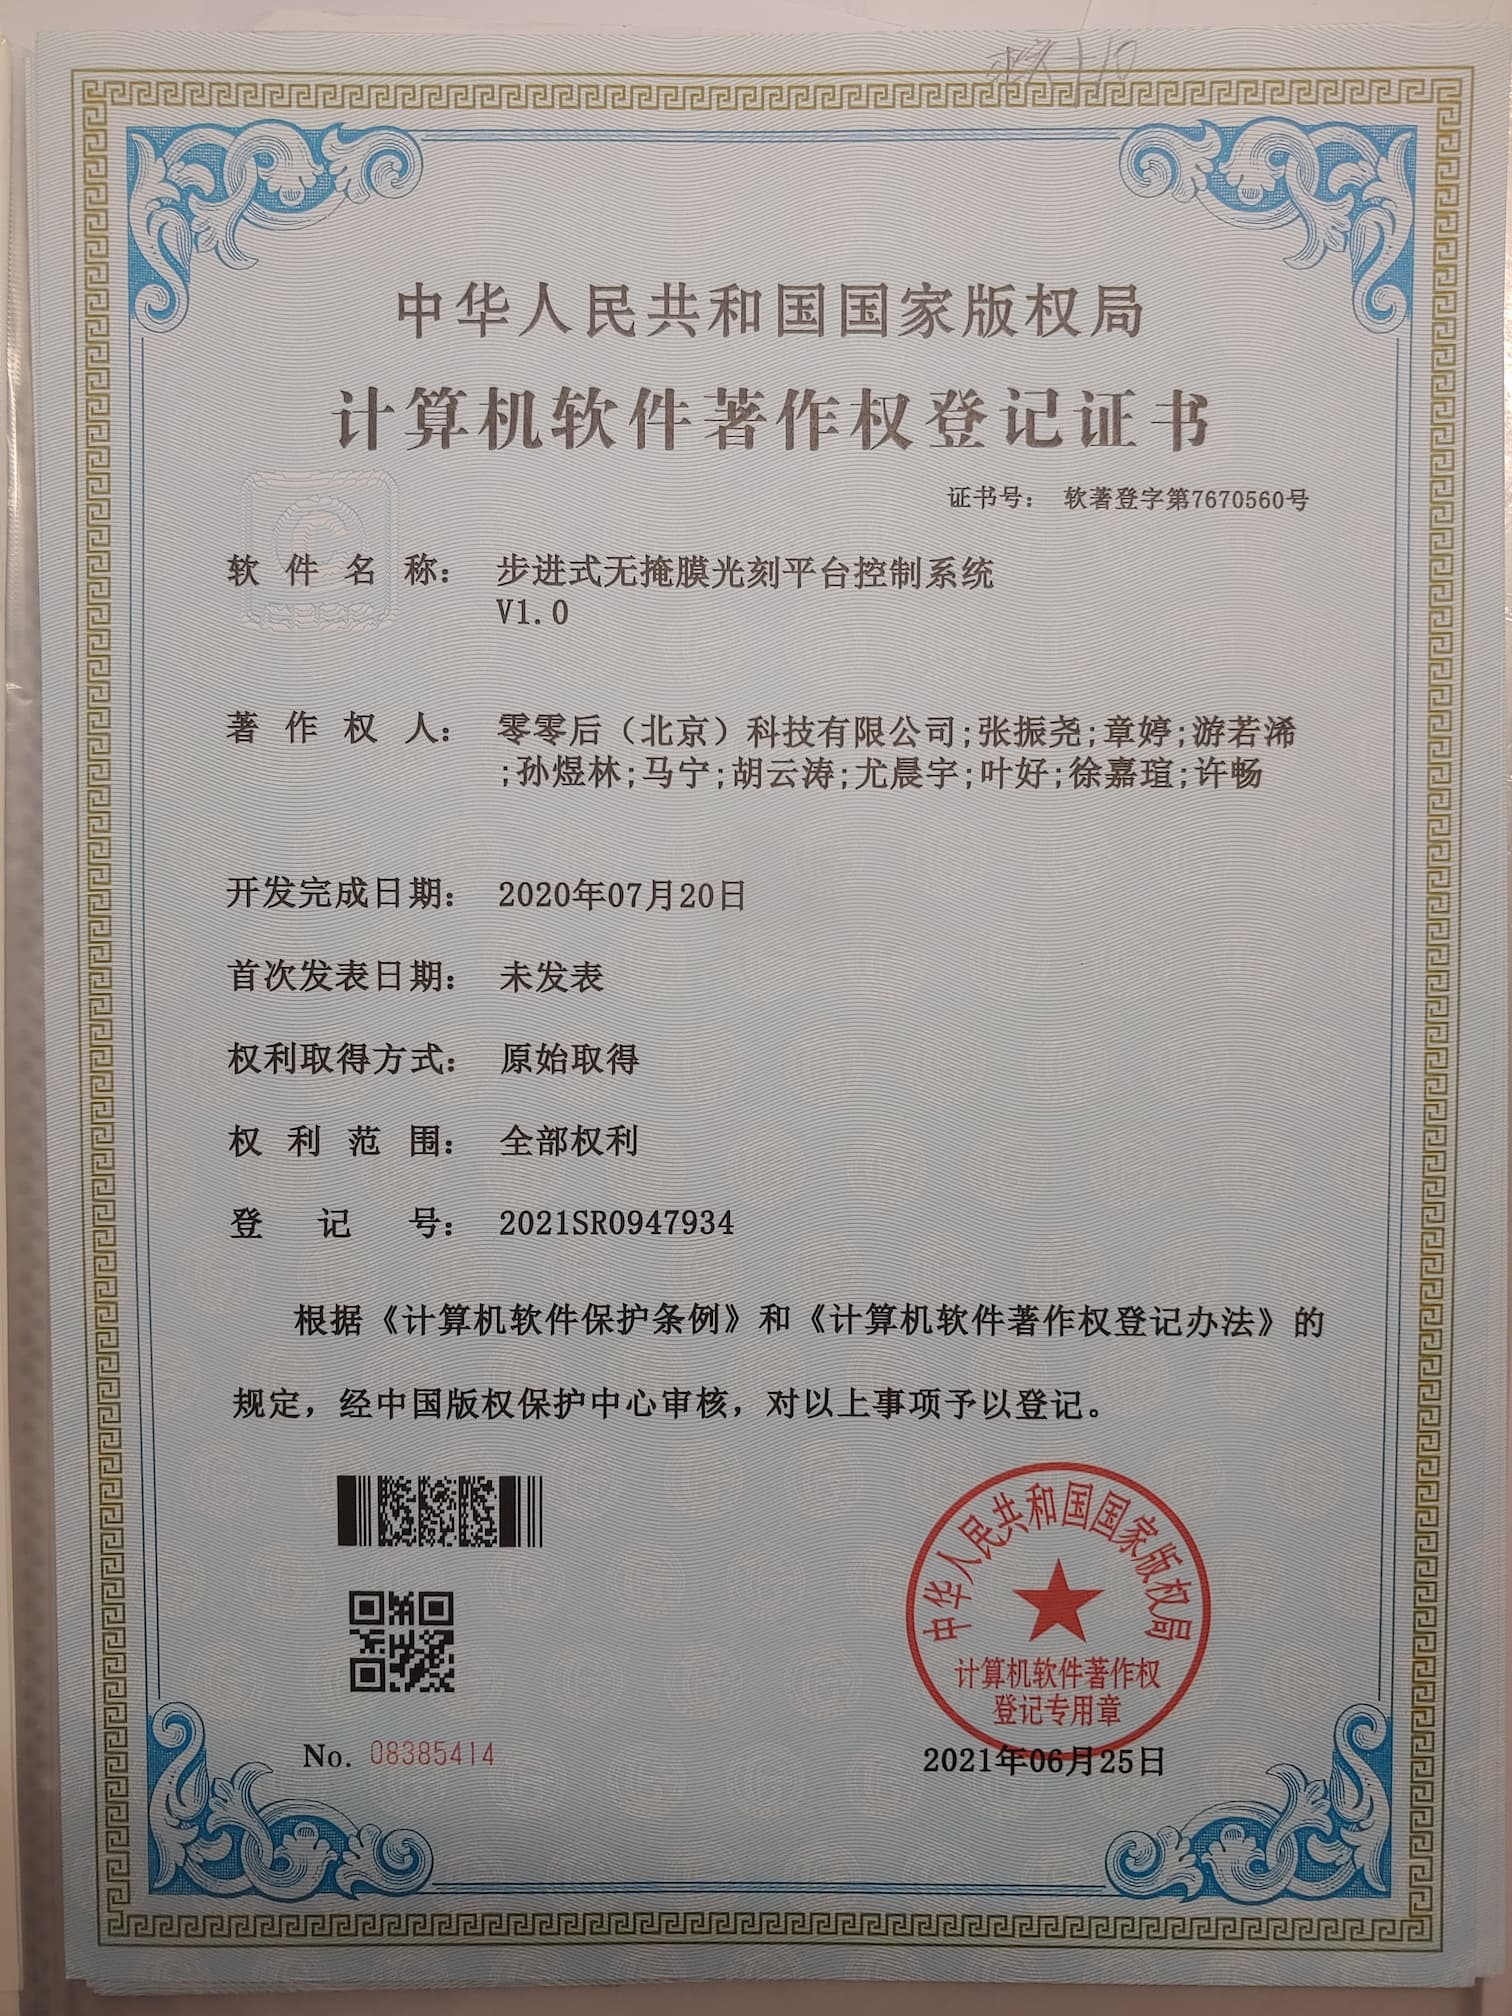 中华人民共和国国家版权局
计算机软件著作权登记证书
证书号： 软著登字第7670560号
软件名称： 步进式无掩膜光刻平台控制系统
V1.0
著作权人： 零零后（北京）科技有限公司;张振尧;章婷;游若浠
;孙煜林;马宁;胡云涛;尤晨宇;叶好;徐嘉瑄;许畅
开发完成日期： 2020年07月20日
首次发表日期： 未发表
权利取得方式： 原始取得
权利范围： 全部权利
登记号： 2021SR0947934
根据《计算机软件保护条例》和《计算机软件著作权登记办法》的
规定，经中国版权保护中心审核，对以上事项予以登记。
中华人民共和国国家版权局
计算机软件著作权
登记专用章
No. 08385414
2021年06月25日